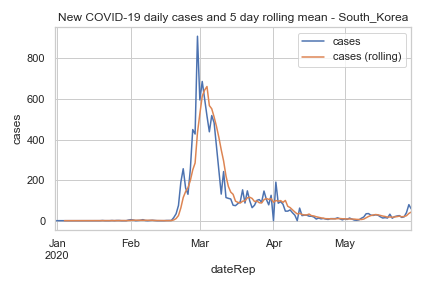 New COVID-19 daily cases and 5 day rolling mean - South_Korea
cases
cases (rolling)
800
600
400
200
0
cases
Jan
2020
Feb
Mar
Apr
May
dateRep